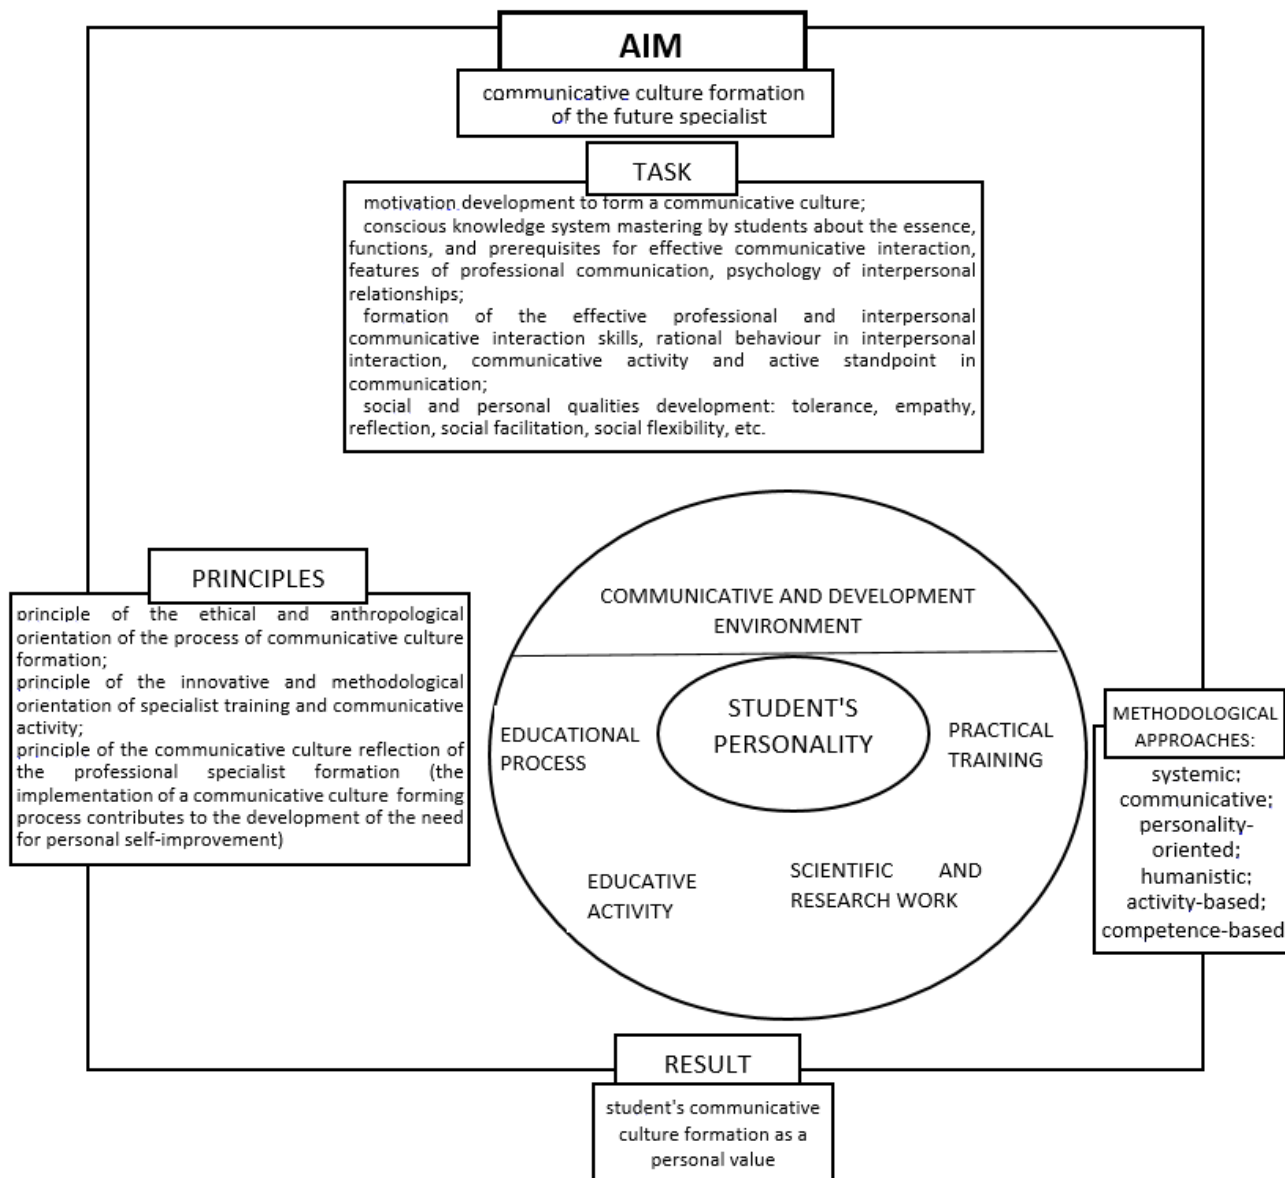 AIM
communicative culture formation
of the future specialist
TASK
motivation development to form a communicative culture;
conscious knowledge system mastering by students about the essence,
functions, and prerequisites for effective communicative interaction,
features of professional communication, psychology of interpersonal
relationships;
formation of the effective professional and interpersonal
communicative interaction skills, rational behaviour in interpersonal
interaction, communicative activity and active standpoint in
communication;
social and personal qualities development: tolerance, empathy,
reflection, social facilitation, social flexibility, etc.
PRINCIPLES
principle of the ethical and anthropological
orientation of the process of communicative culture
formation;
principle of the innovative and methodological
orientation of specialist training and communicative
activity;
principle of the communicative culture reflection of
the professional specialist formation (the
implementation of a communicative culture forming
process contributes to the development of the need
for personal self-improvement)
COMMUNICATIVE AND DEVELOPMENT
ENVIRONMENT
STUDENT'S
PERSONALITY
EDUCATIONAL
PROCESS
PRACTICAL
TRAINING
EDUCATIVE
ACTIVITY
SCIENTIFIC AND
RESEARCH WORK
METHODOLOGICAL
APPROACHES:
systemic;
communicative;
personality-
oriented;
humanistic;
activity-based;
competence-based
RESULT
student's communicative
culture formation as a
personal value